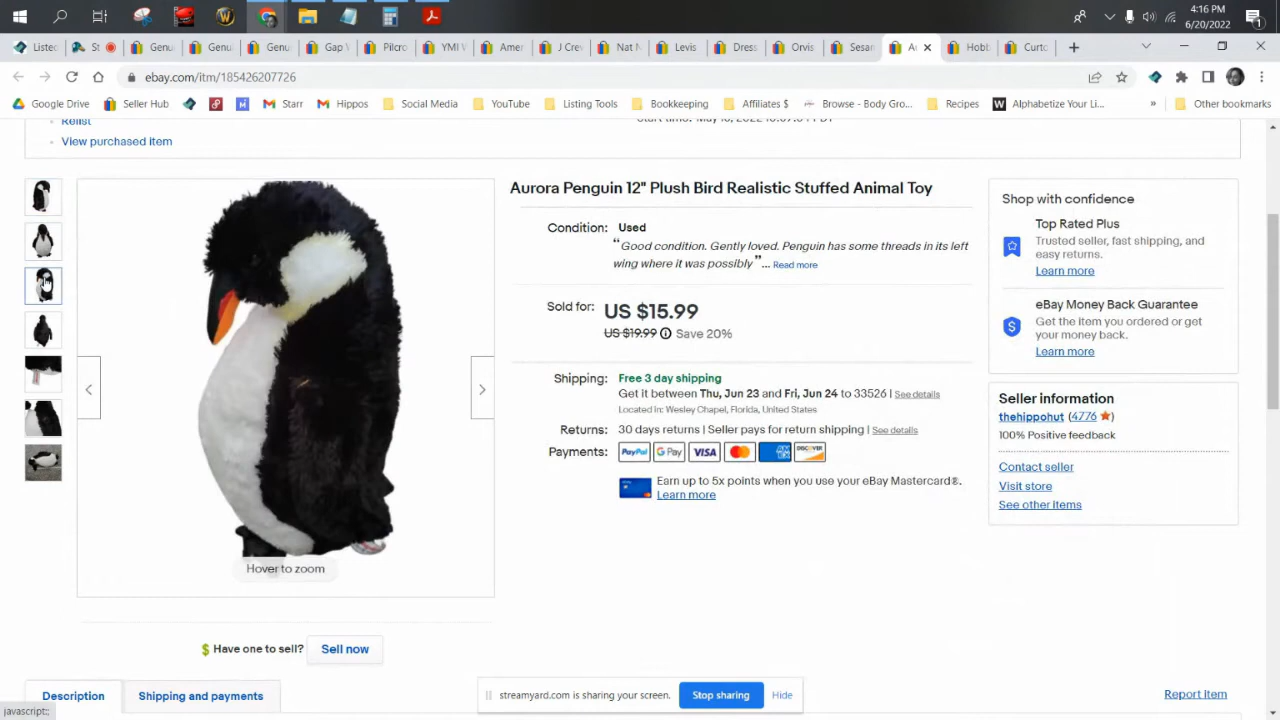 4:16 PM
6/20/2022
Listec
St
Genu
Genu
Genu
Gap V
Pilcro
YMI V
Amer
J Crev
Nat N
Levis
Dress
Orvis
Sesan
Au
Hobb
Curto
ebay.com/itm/185426207726
Google Drive
Seller Hub
Starr
Hippos
Social Media
YouTube
Listing Tools
Bookkeeping
Affiliates $
Browse - Body Gro...
Recipes
Alphabetize Your Li...
»
Other bookmarks
Relist
View purchased item
Aurora Penguin 12" Plush Bird Realistic Stuffed Animal Toy
Condition: Used
“Good condition. Gently loved. Penguin has some threads in its left
wing where it was possibly ”... Read more
Sold for: US $15.99
US $19.99 Save 20%
Shipping: Free 3 day shipping
Get it between Thu, Jun 23 and Fri, Jun 24 to 33526 | See details
Located in: Wesley Chapel, Florida, United States
Returns: 30 days returns | Seller pays for return shipping | See details
Payments: PayPal G Pay VISA DISCOVER
Earn up to 5x points when you use your eBay Mastercard®.
Learn more
Shop with confidence
Top Rated Plus
Trusted seller, fast shipping, and
easy returns.
Learn more
eBay Money Back Guarantee
Get the item you ordered or get
your money back.
Learn more
Seller information
thehippohut (4776 )
100% Positive feedback
Contact seller
Visit store
See other items
Hover to zoom
Have one to sell? Sell now
Description
Shipping and payments
streamyard.com is sharing your screen. Stop sharing Hide
Report item
javascript:;